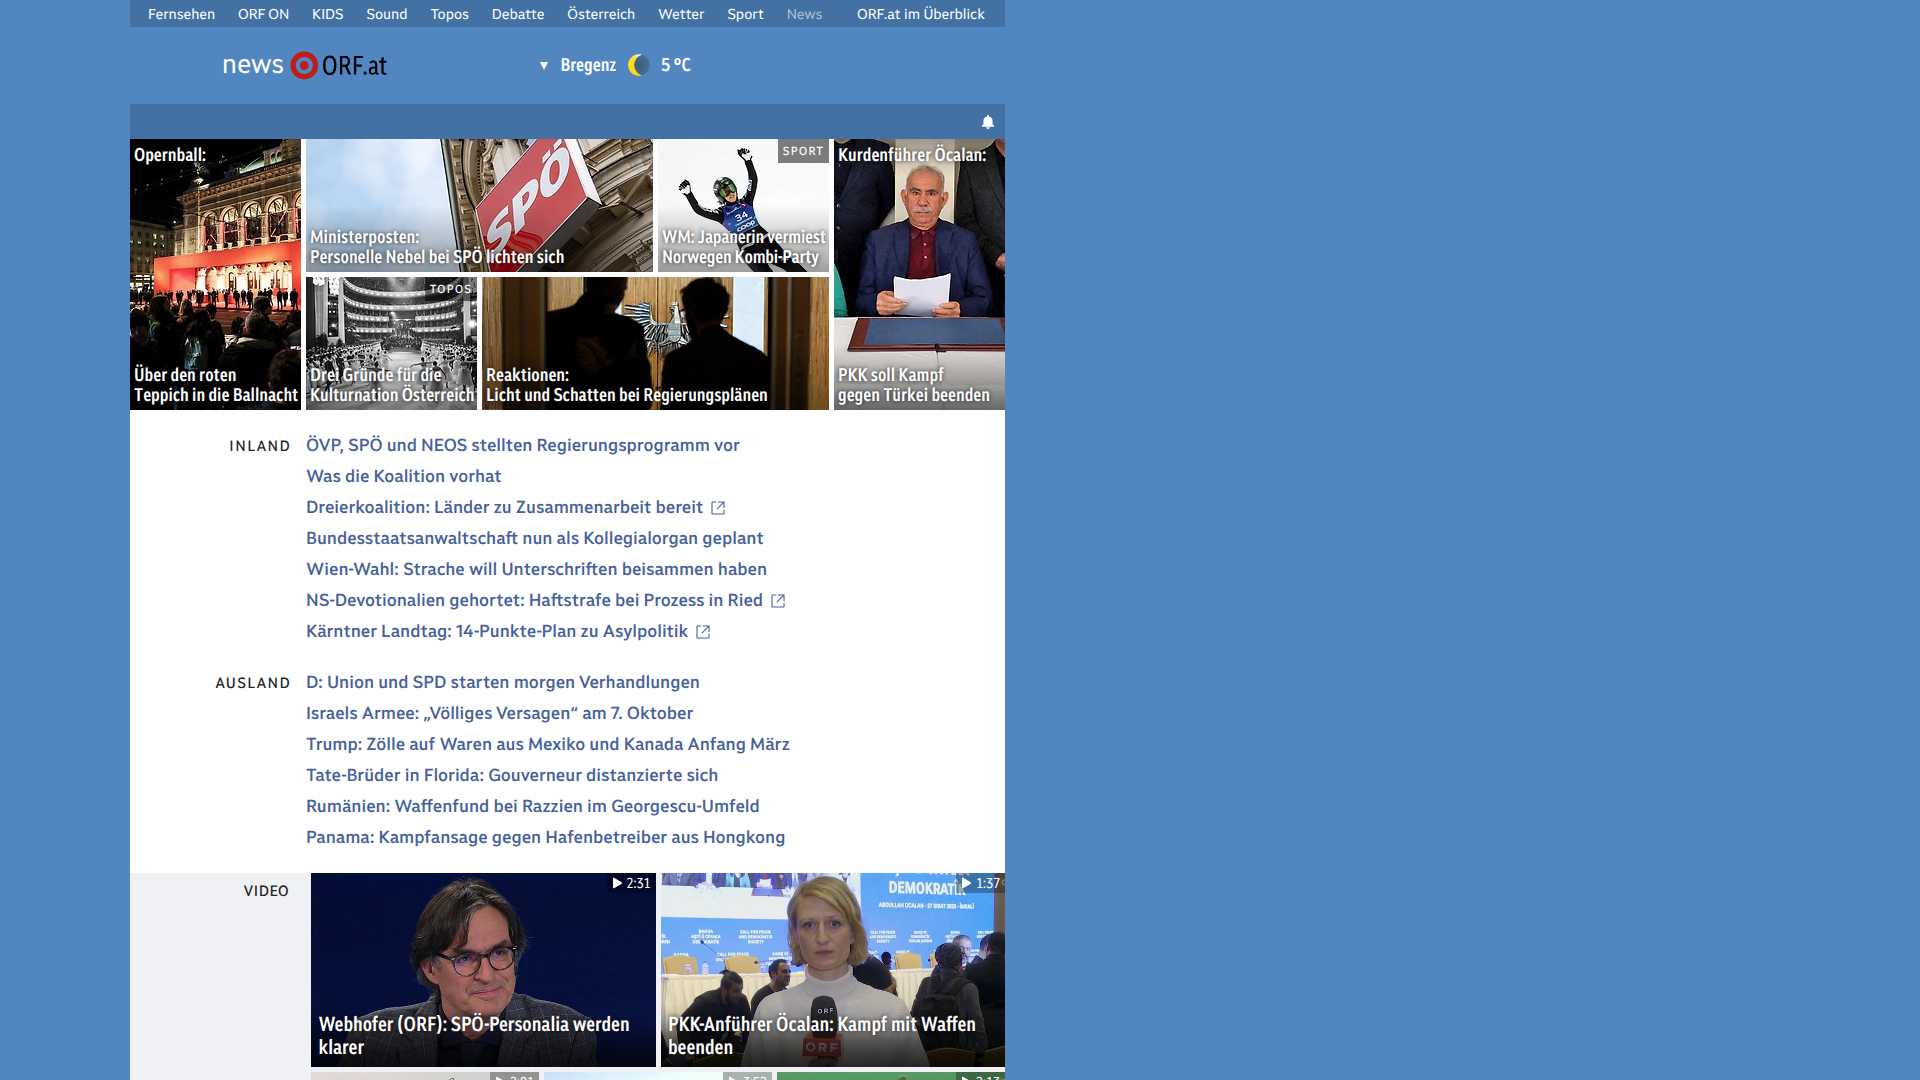 Fernsehen ORF ON KIDS Sound Topos Debatte Österreich Wetter Sport News ORF.at im Überblick
news ORF.at
Bregenz 5 °C
Opernball:
Über den roten
Teppich in die Ballnacht
SPÖ
Ministerposten:
Personelle Nebel bei SPÖ lichten sich
SPORT
34
coop
WM: Japanerin vermiest
Norwegen Kombi-Party
Kurdenführer Öcalan:
PKK soll Kampf
gegen Türkei beenden
TOPOS
Drei Gründe für die
Kulturnation Österreich
Reaktionen:
Licht und Schatten bei Regierungsplänen
INLAND
ÖVP, SPÖ und NEOS stellten Regierungsprogramm vor
Was die Koalition vorhat
Dreierkoalition: Länder zu Zusammenarbeit bereit
Bundesstaatsanwaltschaft nun als Kollegialorgan geplant
Wien-Wahl: Strache will Unterschriften beisammen haben
NS-Devotionalien gehortet: Haftstrafe bei Prozess in Ried
Kärntner Landtag: 14-Punkte-Plan zu Asylpolitik
AUSLAND
D: Union und SPD starten morgen Verhandlungen
Israels Armee: „Völliges Versagen“ am 7. Oktober
Trump: Zölle auf Waren aus Mexiko und Kanada Anfang März
Tate-Brüder in Florida: Gouverneur distanzierte sich
Rumänien: Waffenfund bei Razzien im Georgescu-Umfeld
Panama: Kampfansage gegen Hafenbetreiber aus Hongkong
VIDEO
2:31
Webhofer (ORF): SPÖ-Personalia werden
klarer
1:37
ORF
ORF
PKK-Anführer Öcalan: Kampf mit Waffen
beenden